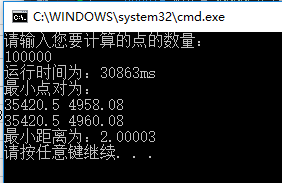 C:\WINDOWS\system32\cmd.exe
请输入您要计算的点的数量：
100000
运行时间为：30863ms
最小点对为：
35420.5 4958.08
35420.5 4960.08
最小距离为：2.00003
请按任意键继续. . .